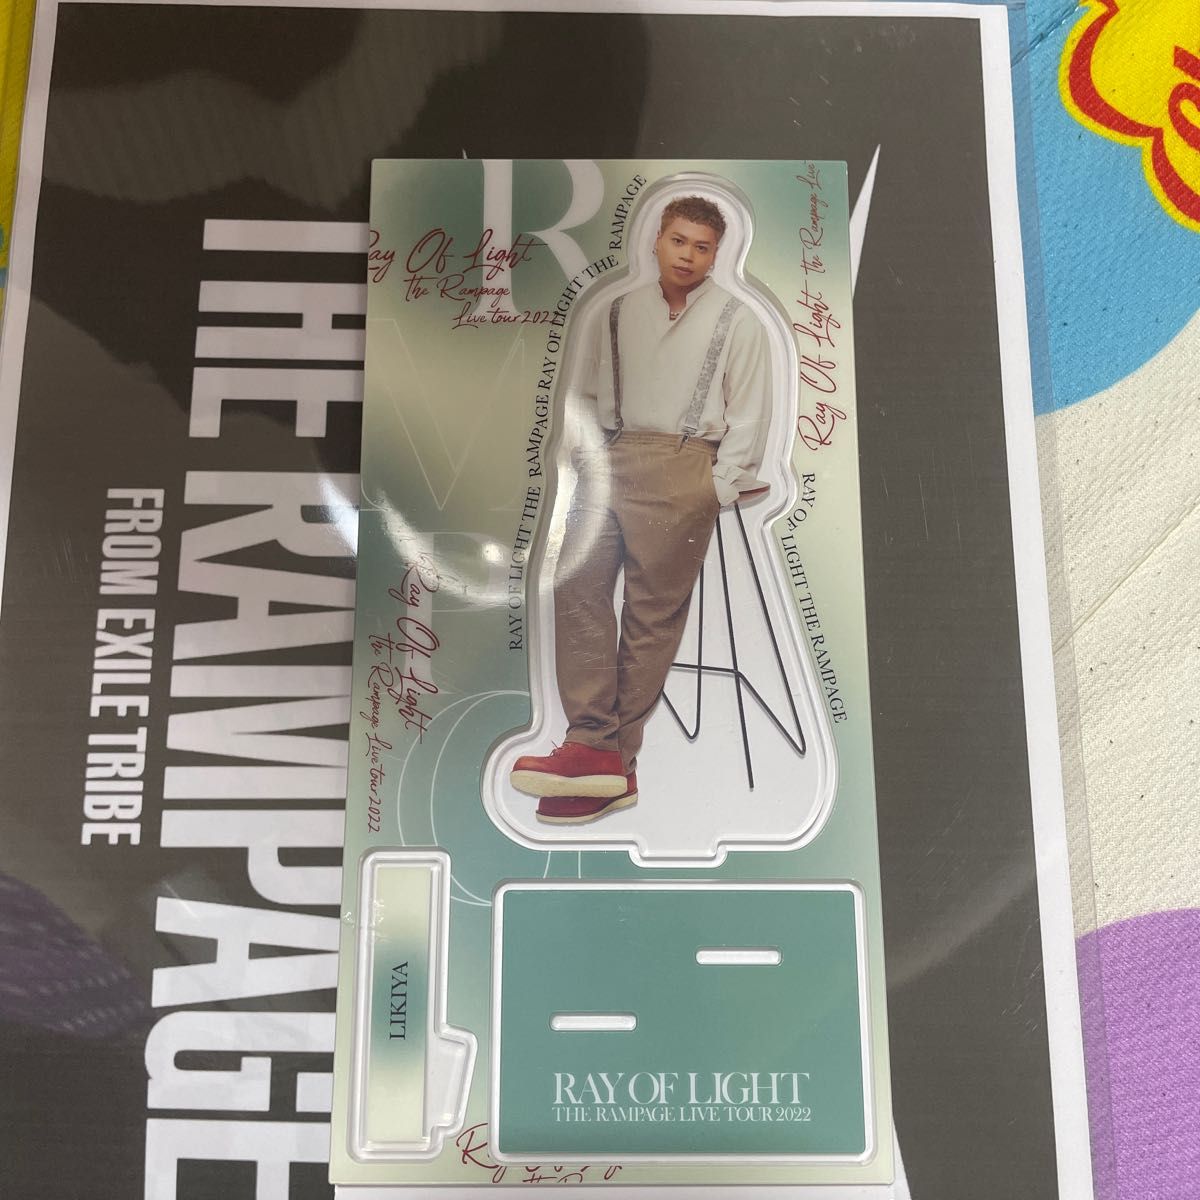 THE RAMPAGE
FROM EXILE TRIBE
R
M
P
G
Ray Of Light
the Rampage
Live tour 2022
RAY OF LIGHT THE RAMPAGE RAY OF LIGHT THE RAMPAGE
Ray Of Light the Rampage Live
RAY OF LIGHT THE RAMPAGE
Ray Of Light
the Rampage Live tour 2022
LIKIYA
RAY OF LIGHT
THE RAMPAGE LIVE TOUR 2022